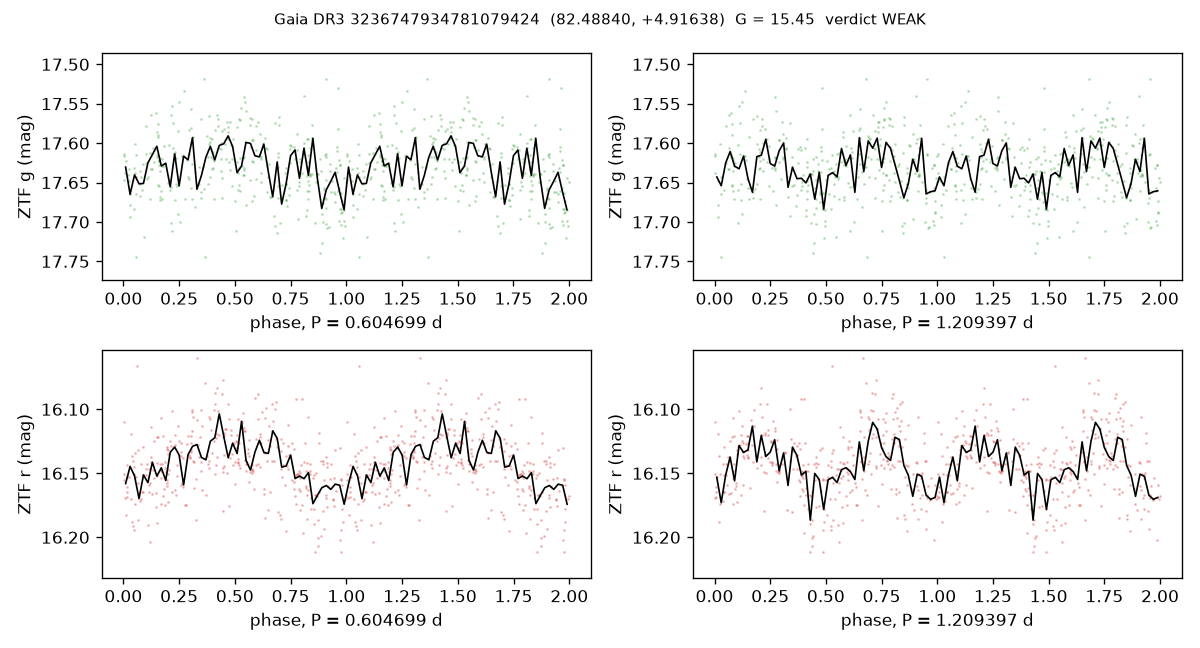 Gaia DR3 3236747934781079424 (82.48840, +4.91638) G = 15.45 verdict WEAK
ZTF g (mag)
17.50
17.55
17.60
17.65
17.70
17.75
0.00 0.25 0.50 0.75 1.00 1.25 1.50 1.75 2.00
phase, P = 0.604699 d
ZTF g (mag)
17.50
17.55
17.60
17.65
17.70
17.75
0.00 0.25 0.50 0.75 1.00 1.25 1.50 1.75 2.00
phase, P = 1.209397 d
ZTF r (mag)
16.10
16.15
16.20
0.00 0.25 0.50 0.75 1.00 1.25 1.50 1.75 2.00
phase, P = 0.604699 d
ZTF r (mag)
16.10
16.15
16.20
0.00 0.25 0.50 0.75 1.00 1.25 1.50 1.75 2.00
phase, P = 1.209397 d